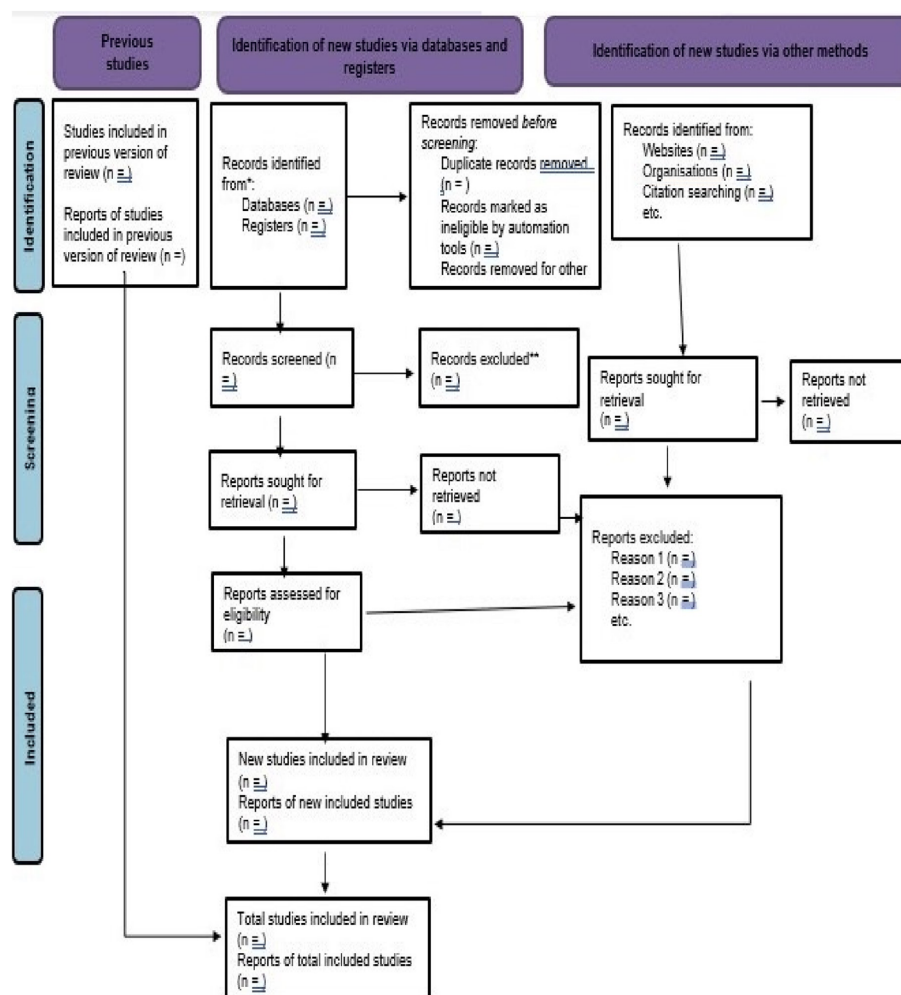 Previous
studies
Identification of new studies via databases and
registers
Identification of new studies via other methods
Identification
Studies included in
previous version of
review (n =)
Reports of studies
included in previous
version of review (n =)
Records identified
from*:
Databases (n =)
Registers (n =)
Records removed before
screening:
Duplicate records removed
(n = )
Records marked as
ineligible by automation
tools (n =)
Records removed for other
Records identified from:
Websites (n =)
Organisations (n =)
Citation searching (n =)
etc.
Screening
Records screened (n
=)
Records excluded**
(n =)
Reports sought for
retrieval
(n =)
Reports not
retrieved
(n =)
Reports sought for
retrieval (n =)
Reports not
retrieved
(n =)
Reports excluded:
Reason 1 (n =)
Reason 2 (n =)
Reason 3 (n =)
etc.
Reports assessed for
eligibility
(n =)
Included
New studies included in review
(n =)
Reports of new included studies
(n =)
Total studies included in review
(n =)
Reports of total included studies
(n =)